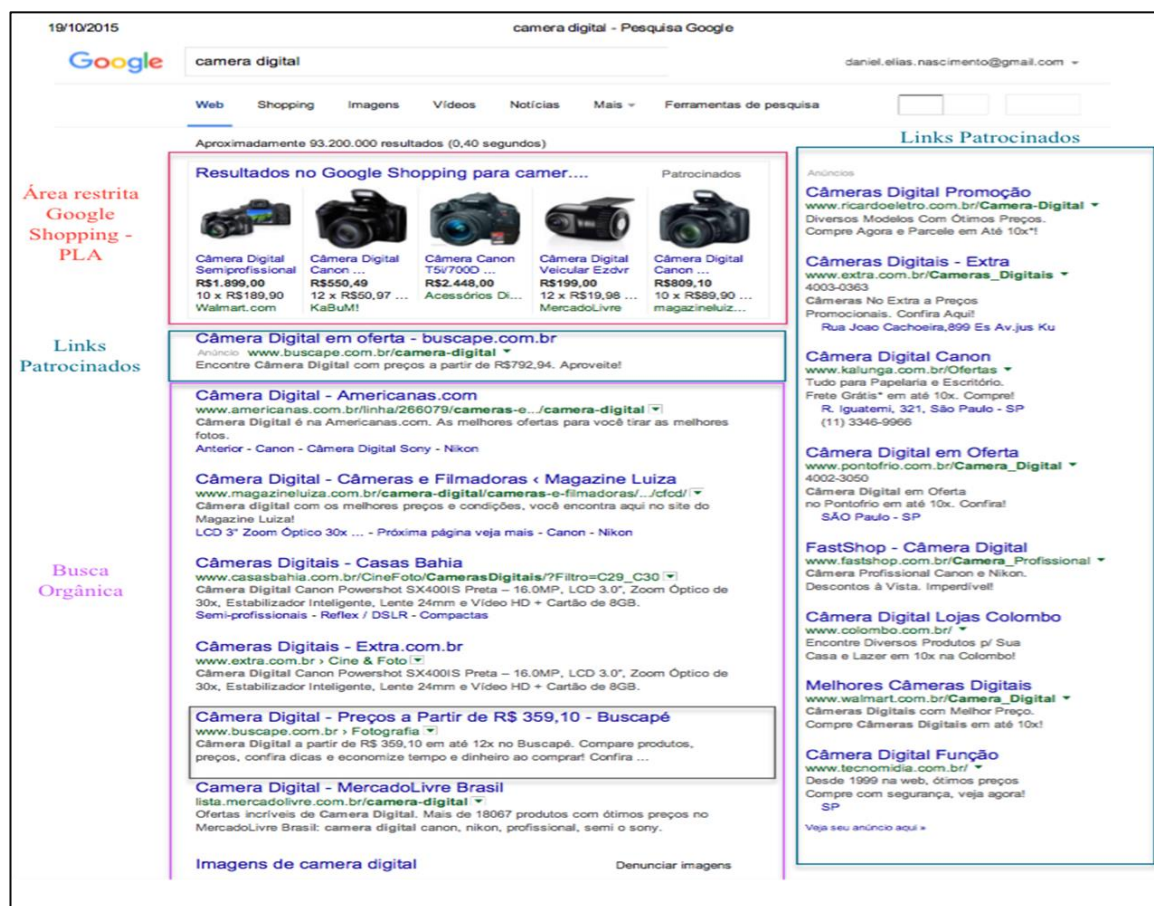 19/10/2015
camera digital - Pesquisa Google
Google
camera digital
daniel.elias.nascimento@gmail.com
Web Shopping Imagens Vídeos Notícias Mais Ferramentas de pesquisa
Links Patrocinados
Aproximadamente 93.200.000 resultados (0,40 segundos)
Área restrita
Google
Shopping -
PLA
Resultados no Google Shopping para camer....
Patrocinados
Câmera Digital
Semiprofissional
R$1.899,00
10 x R$189,90
Walmart.com
Câmera Digital
Canon ...
R$550,49
12 x R$50,97 ...
KaBuM!
Câmera Canon
T5i/700D ...
R$2.448,00
Acessórios Di...
Câmera Digital
Veicular Ezdvr
R$199,00
12 x R$19,98 ...
MercadoLivre
Câmera Digital
Canon ...
R$809,10
10 x R$89,90 ...
magazineluiz...
Links
Patrocinados
Câmera Digital em oferta - buscape.com.br
Anúncio www.buscape.com.br/camera-digital
Encontre Câmera Digital com preços a partir de R$792,94. Aproveite!
Busca
Orgânica
Câmera Digital - Americanas.com
www.americanas.com.br/linha/266079/cameras-e.../camera-digital
Câmera Digital é na Americanas.com. As melhores ofertas para você tirar as melhores
fotos.
Anterior - Canon - Câmera Digital Sony - Nikon
Câmera Digital - Câmeras e Filmadoras ‹ Magazine Luiza
www.magazineluiza.com.br/camera-digital/cameras-e-filmadoras/.../cfcd/
Câmera digital com os melhores preços e condições, você encontra aqui no site do
Magazine Luiza!
LCD 3" Zoom Óptico 30x ... - Próxima página veja mais - Canon - Nikon
Câmeras Digitais - Casas Bahia
www.casasbahia.com.br/CineFoto/CamerasDigitais/?Filtro=C29_C30
Câmera Digital Canon Powershot SX400IS Preta – 16.0MP, LCD 3.0", Zoom Óptico de
30x, Estabilizador Inteligente, Lente 24mm e Vídeo HD + Cartão de 8GB.
Semi-profissionais - Reflex / DSLR - Compactas
Câmeras Digitais - Extra.com.br
www.extra.com.br › Cine & Foto
Câmera Digital Canon Powershot SX400IS Preta – 16.0MP, LCD 3.0", Zoom Óptico de
30x, Estabilizador Inteligente, Lente 24mm e Vídeo HD + Cartão de 8GB.
Câmera Digital - Preços a Partir de R$ 359,10 - Buscapé
www.buscape.com.br › Fotografia
Câmera Digital a partir de R$ 359,10 em até 12x no Buscapé. Compare produtos,
preços, confira dicas e economize tempo e dinheiro ao comprar! Confira ...
Camera Digital - MercadoLivre Brasil
lista.mercadolivre.com.br/camera-digital
Ofertas incríveis de Camera Digital. Mais de 18067 produtos com ótimos preços no
MercadoLivre Brasil: camera digital canon, nikon, profissional, semi o sony.
Imagens de camera digital
Denunciar imagens
Anúncios
Câmeras Digital Promoção
www.ricardoeletro.com.br/Camera-Digital
Diversos Modelos Com Ótimos Preços.
Compre Agora e Parcele em Até 10x*!
Câmeras Digitais - Extra
www.extra.com.br/Cameras_Digitais
4003-0363
Câmeras No Extra a Preços
Promocionais. Confira Aqui!
Rua Joao Cachoeira,899 Es Av.jus Ku
Câmera Digital Canon
www.kalunga.com.br/Ofertas
Tudo para Papelaria e Escritório.
Frete Grátis* em até 10x. Compre!
R. Iguatemi, 321, São Paulo - SP
(11) 3346-9966
Câmera Digital em Oferta
www.pontofrio.com.br/Camera_Digital
4002-3050
Câmera Digital em Oferta
no Pontofrio em até 10x. Confira!
SÃO Paulo - SP
FastShop - Câmera Digital
www.fastshop.com.br/Camera_Profissional
Câmera Profissional Canon e Nikon.
Descontos à Vista. Imperdível!
Câmera Digital Lojas Colombo
www.colombo.com.br/
Encontre Diversos Produtos p/ Sua
Casa e Lazer em 10x na Colombo!
Melhores Câmeras Digitais
www.walmart.com.br/Camera_Digital
Câmeras Digitais com Melhor Preço.
Compre Câmeras Digitais em até 10x!
Câmera Digital Função
www.tecnomidia.com.br/
Desde 1999 na web, ótimos preços
Compre com segurança, veja agora!
SP
Veja seu anúncio aqui »